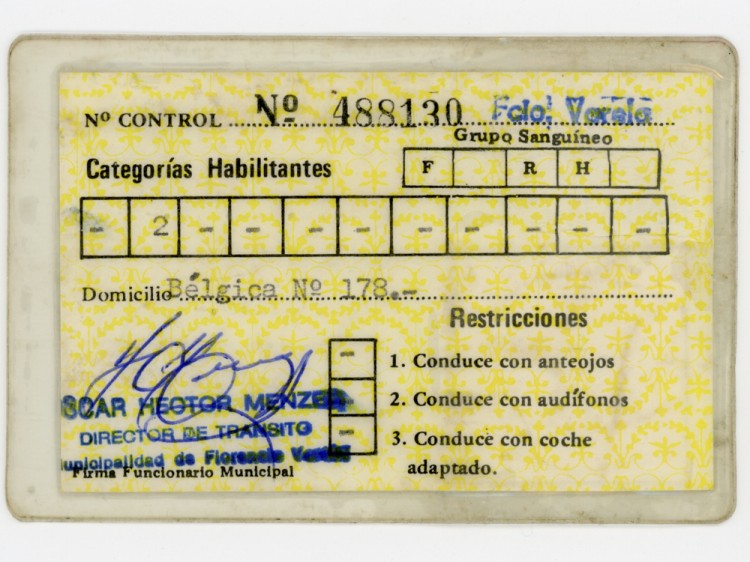 Nº CONTROL Nº 488130 Fcio. Varela
Grupo Sanguíneo
Categorías Habilitantes F R H
- 2 - - - - - - - - -
Domicilio Bélgica Nº 178.-
Restricciones
- 1. Conduce con anteojos
- 2. Conduce con audífonos
- 3. Conduce con coche
adaptado.
SCAR HECTOR MENZER
DIRECTOR DE TRANSITO
unicipalidad de Florencio Varela
Firma Funcionario Municipal